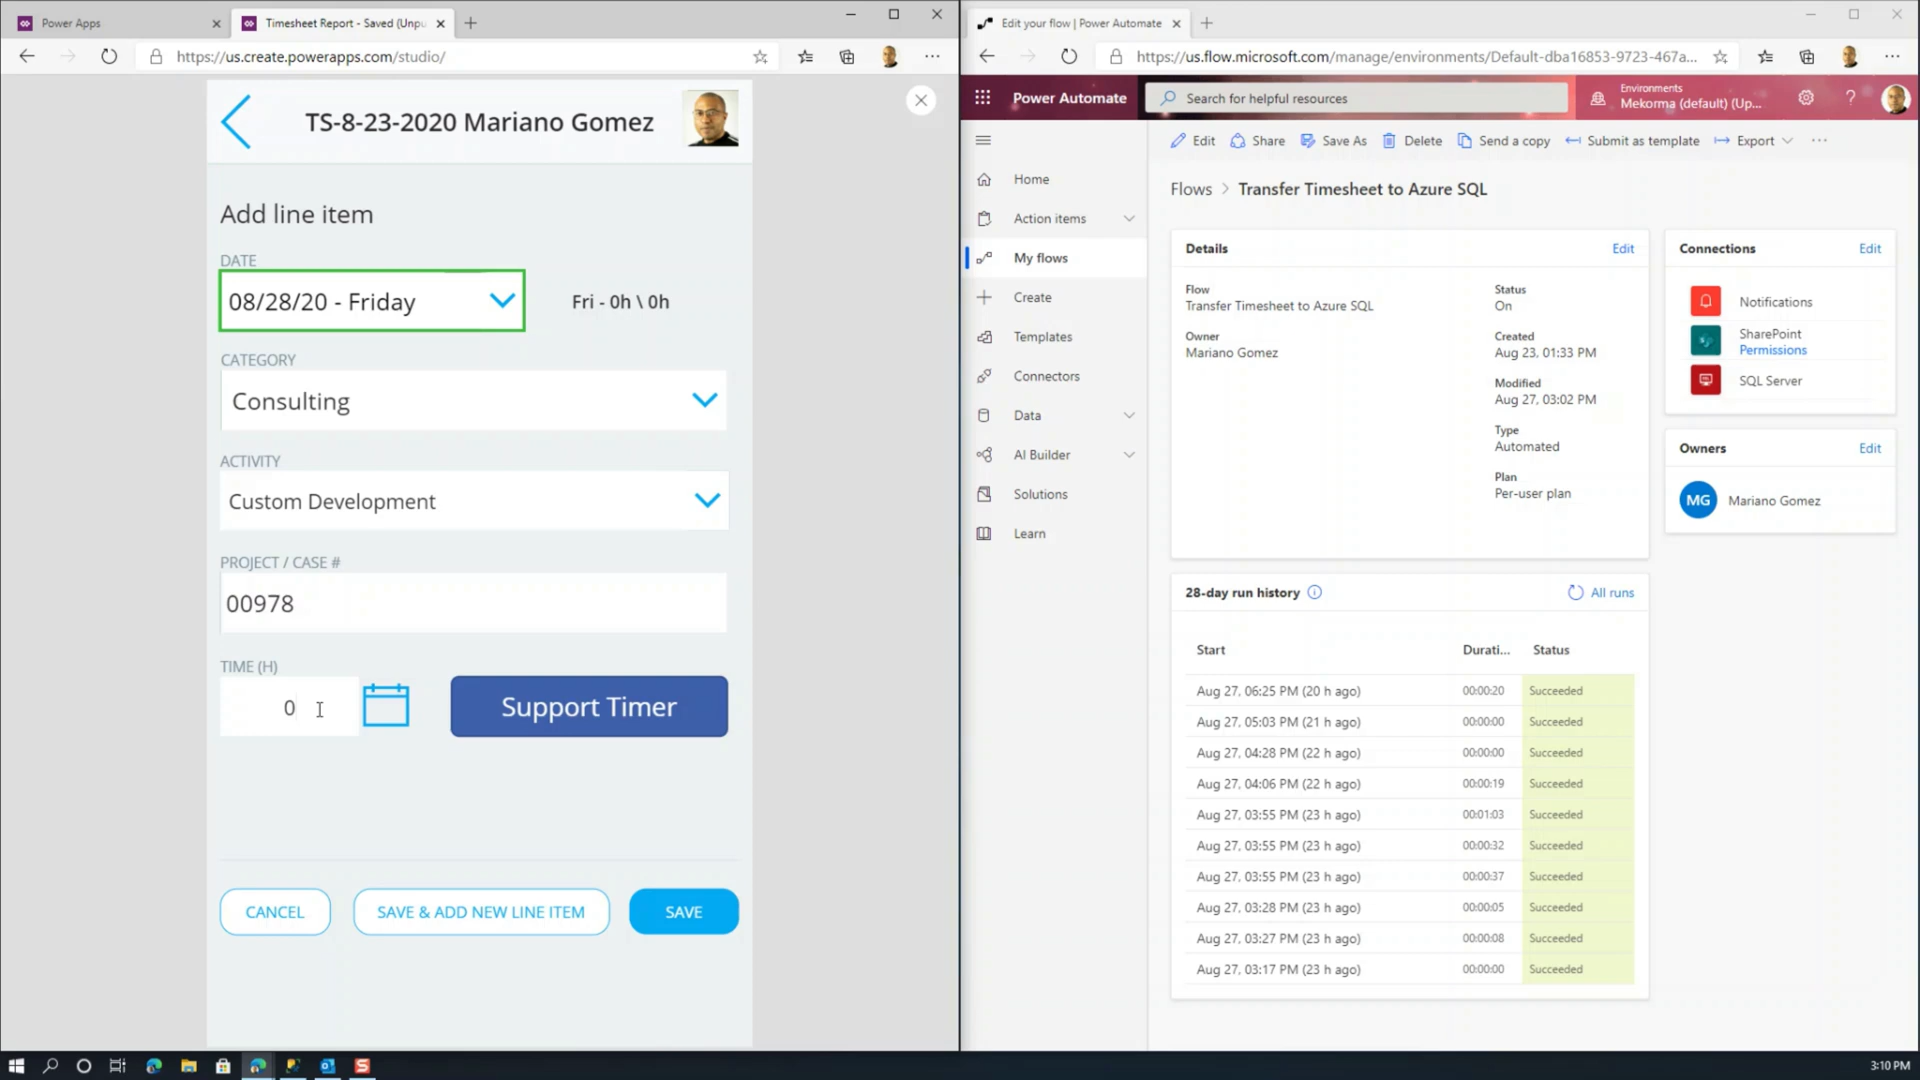 Power Apps
Timesheet Report - Saved (Unpu
https://us.create.powerapps.com/studio/
TS-8-23-2020 Mariano Gomez
Add line item
DATE
08/28/20 - Friday
Fri - 0h \ 0h
CATEGORY
Consulting
ACTIVITY
Custom Development
PROJECT / CASE #
00978
TIME (H)
0
Support Timer
CANCEL
SAVE & ADD NEW LINE ITEM
SAVE
Edit your flow | Power Automate
https://us.flow.microsoft.com/manage/environments/Default-dba16853-9723-467a...
Power Automate
Search for helpful resources
Environments
Mekorma (default) (Up...
Edit
Share
Save As
Delete
Send a copy
Submit as template
Export
Home
Action items
My flows
Create
Templates
Connectors
Data
AI Builder
Solutions
Learn
Flows > Transfer Timesheet to Azure SQL
Details
Edit
Flow
Transfer Timesheet to Azure SQL
Owner
Mariano Gomez
Status
On
Created
Aug 23, 01:33 PM
Modified
Aug 27, 03:02 PM
Type
Automated
Plan
Per-user plan
Connections
Edit
Notifications
SharePoint
Permissions
SQL Server
Owners
Edit
MG
Mariano Gomez
28-day run history
All runs
Start Durati... Status
Aug 27, 06:25 PM (20 h ago) 00:00:20 Succeeded
Aug 27, 05:03 PM (21 h ago) 00:00:00 Succeeded
Aug 27, 04:28 PM (22 h ago) 00:00:00 Succeeded
Aug 27, 04:06 PM (22 h ago) 00:00:19 Succeeded
Aug 27, 03:55 PM (23 h ago) 00:01:03 Succeeded
Aug 27, 03:55 PM (23 h ago) 00:00:32 Succeeded
Aug 27, 03:55 PM (23 h ago) 00:00:37 Succeeded
Aug 27, 03:28 PM (23 h ago) 00:00:05 Succeeded
Aug 27, 03:27 PM (23 h ago) 00:00:08 Succeeded
Aug 27, 03:17 PM (23 h ago) 00:00:00 Succeeded
3:10 PM